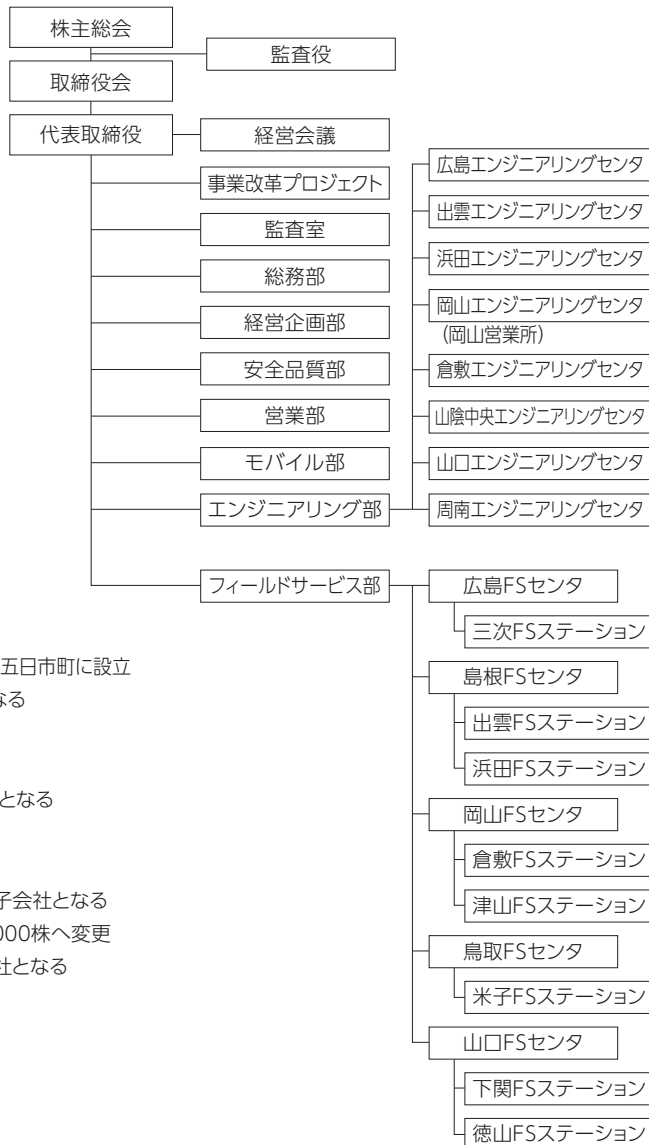 株主総会
監査役
取締役会
代表取締役
経営会議
事業改革プロジェクト
監査室
総務部
経営企画部
安全品質部
営業部
モバイル部
エンジニアリング部
広島エンジニアリングセンタ
出雲エンジニアリングセンタ
浜田エンジニアリングセンタ
岡山エンジニアリングセンタ
(岡山営業所)
倉敷エンジニアリングセンタ
山陰中央エンジニアリングセンタ
山口エンジニアリングセンタ
周南エンジニアリングセンタ
フィールドサービス部
広島FSセンタ
三次FSステーション
島根FSセンタ
出雲FSステーション
浜田FSステーション
岡山FSセンタ
倉敷FSステーション
津山FSステーション
鳥取FSセンタ
米子FSステーション
山口FSセンタ
下関FSステーション
徳山FSステーション
五日市町に設立
なる
となる
子会社となる
000株へ変更
社となる